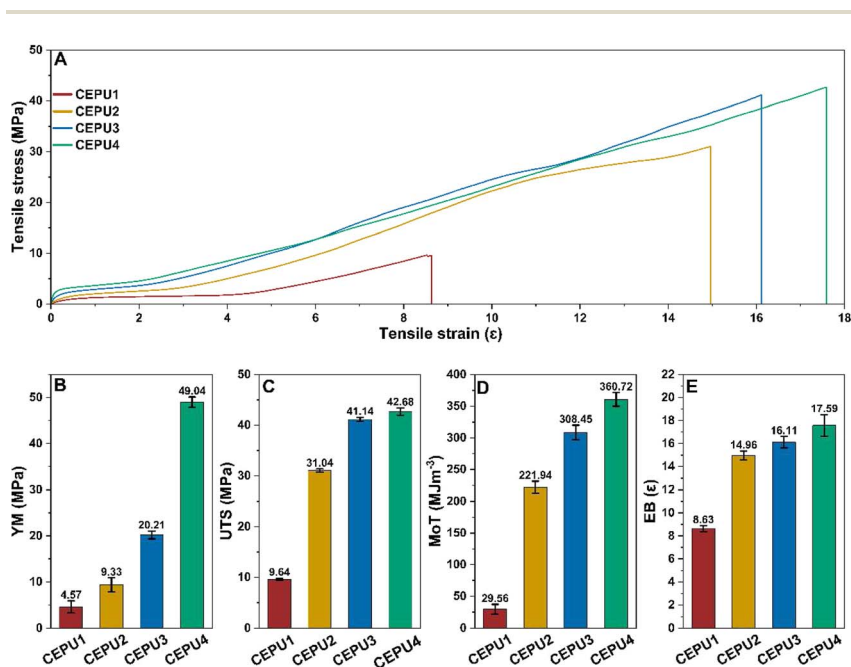 A
CEPU1
CEPU2
CEPU3
CEPU4
Tensile stress (MPa)
50
40
30
20
10
0
0 2 4 6 8 10 12 14 16 18
Tensile strain (ε)
B
YM (MPa)
50
40
30
20
10
0
4.57
9.33
20.21
49.04
CEPU1 CEPU2 CEPU3 CEPU4
C
UTS (MPa)
50
40
30
20
10
0
9.64
31.04
41.14
42.68
CEPU1 CEPU2 CEPU3 CEPU4
D
MoT (MJm⁻³)
400
350
300
250
200
150
100
50
0
29.56
221.94
308.45
360.72
CEPU1 CEPU2 CEPU3 CEPU4
E
EB (ε)
22
20
18
16
14
12
10
8
6
4
2
0
8.63
14.96
16.11
17.59
CEPU1 CEPU2 CEPU3 CEPU4